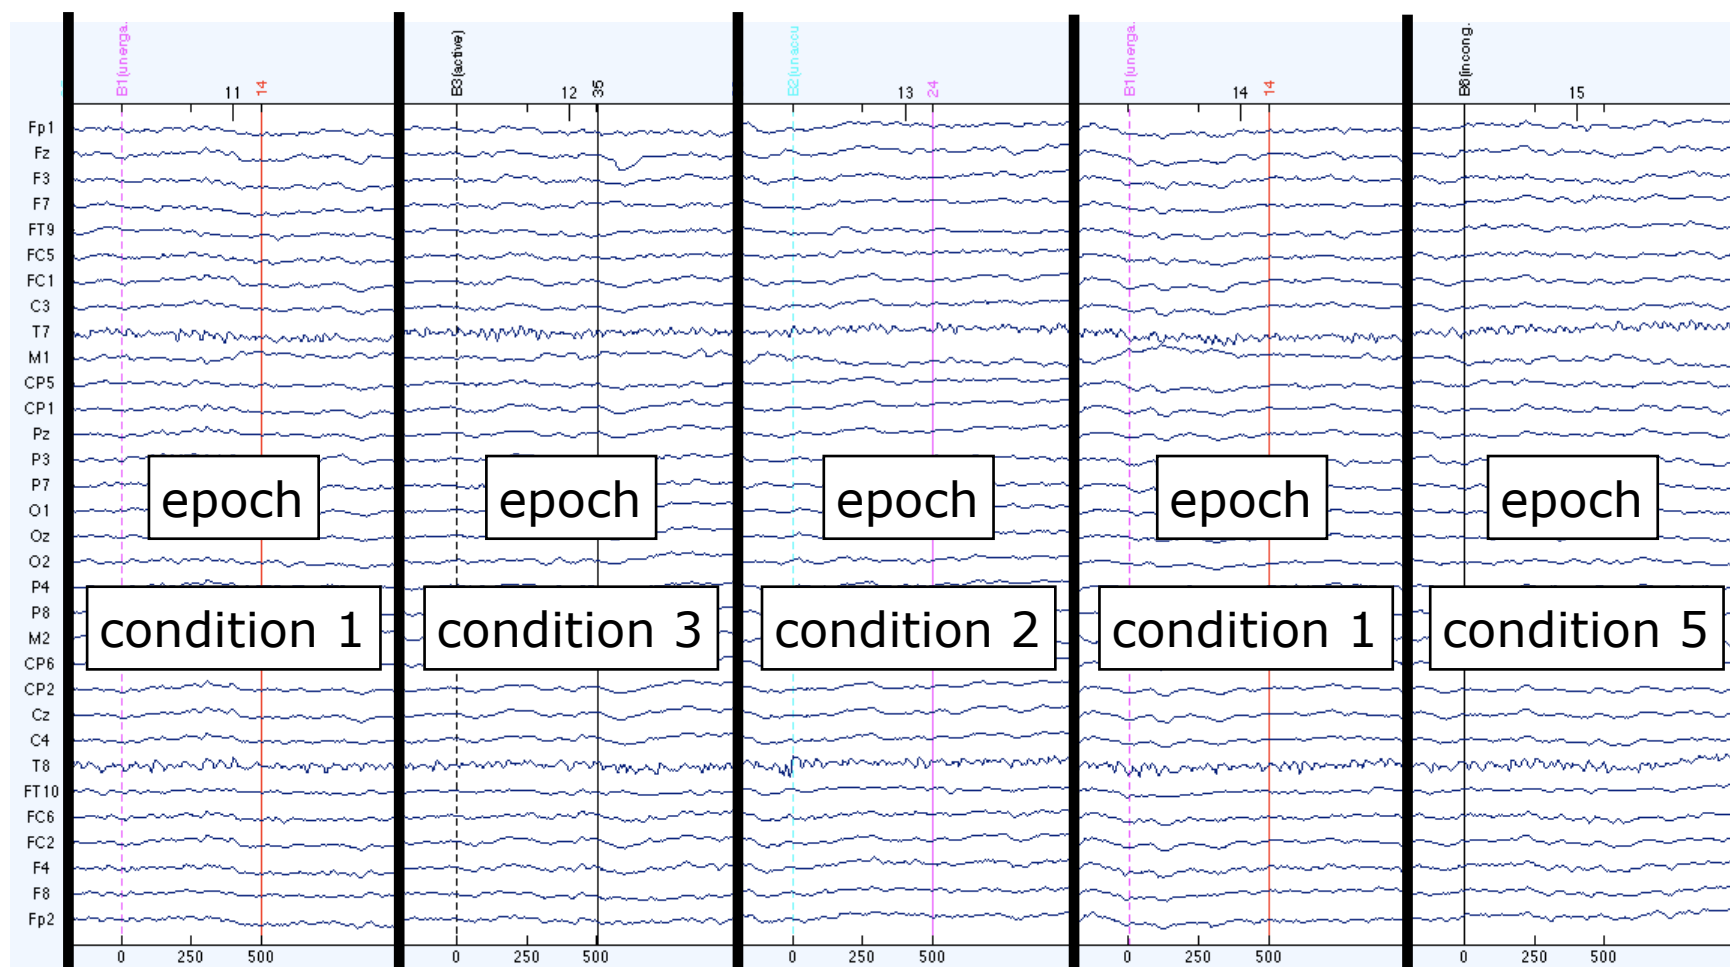 B1(unerga. 11 14 B3(active) 12 35 B2(unaccu 13 24 B1(unerga. 14 14 B6(incong. 15
Fp1
Fz
F3
F7
FT9
FC5
FC1
C3
T7
M1
CP5
CP1
Pz
P3
P7
O1
Oz
O2
P4
P8
M2
CP6
CP2
Cz
C4
T8
FT10
FC6
FC2
F4
F8
Fp2
epoch epoch epoch epoch epoch
condition 1 condition 3 condition 2 condition 1 condition 5
0 250 500 0 250 500 0 250 500 0 250 500 0 250 500